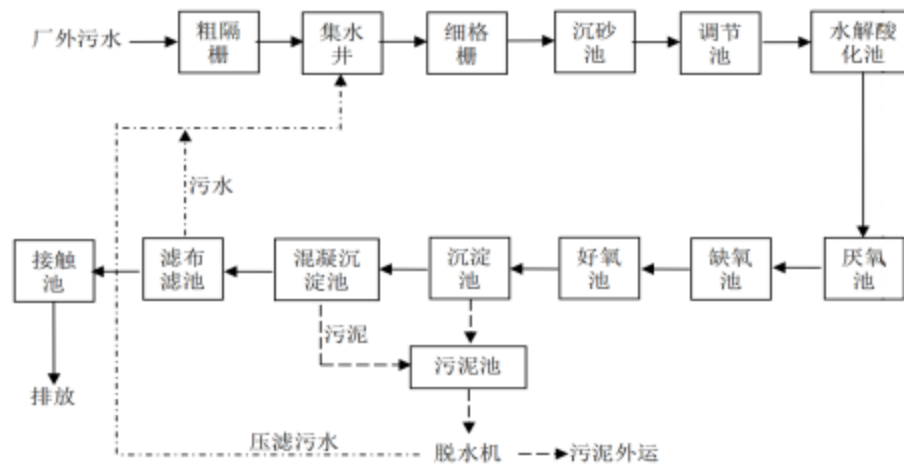 厂外污水
粗隔
栅
集水
井
细格
栅
沉砂
池
调节
池
水解酸
化池
污水
接触
池
滤布
滤池
混凝沉
淀池
沉淀
池
好氧
池
缺氧
池
厌氧
池
污泥
污泥池
排放
压滤污水
脱水机
污泥外运